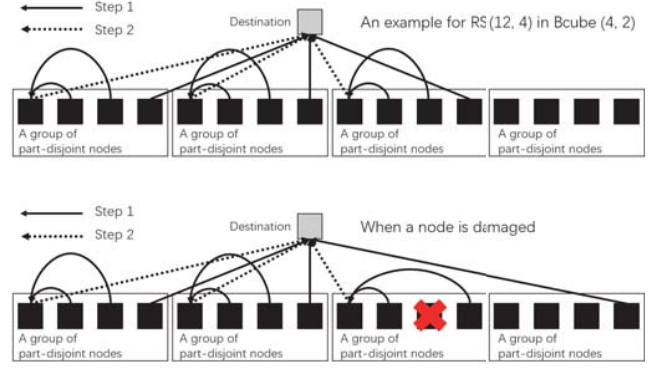 Step 1
Step 2
Destination
An example for RS (12, 4) in Bcube (4, 2)
A group of
part-disjoint nodes
A group of
part-disjoint nodes
A group of
part-disjoint nodes
A group of
part-disjoint nodes
Step 1
Step 2
Destination
When a node is damaged
A group of
part-disjoint nodes
A group of
part-disjoint nodes
A group of
part-disjoint nodes
A group of
part-disjoint nodes